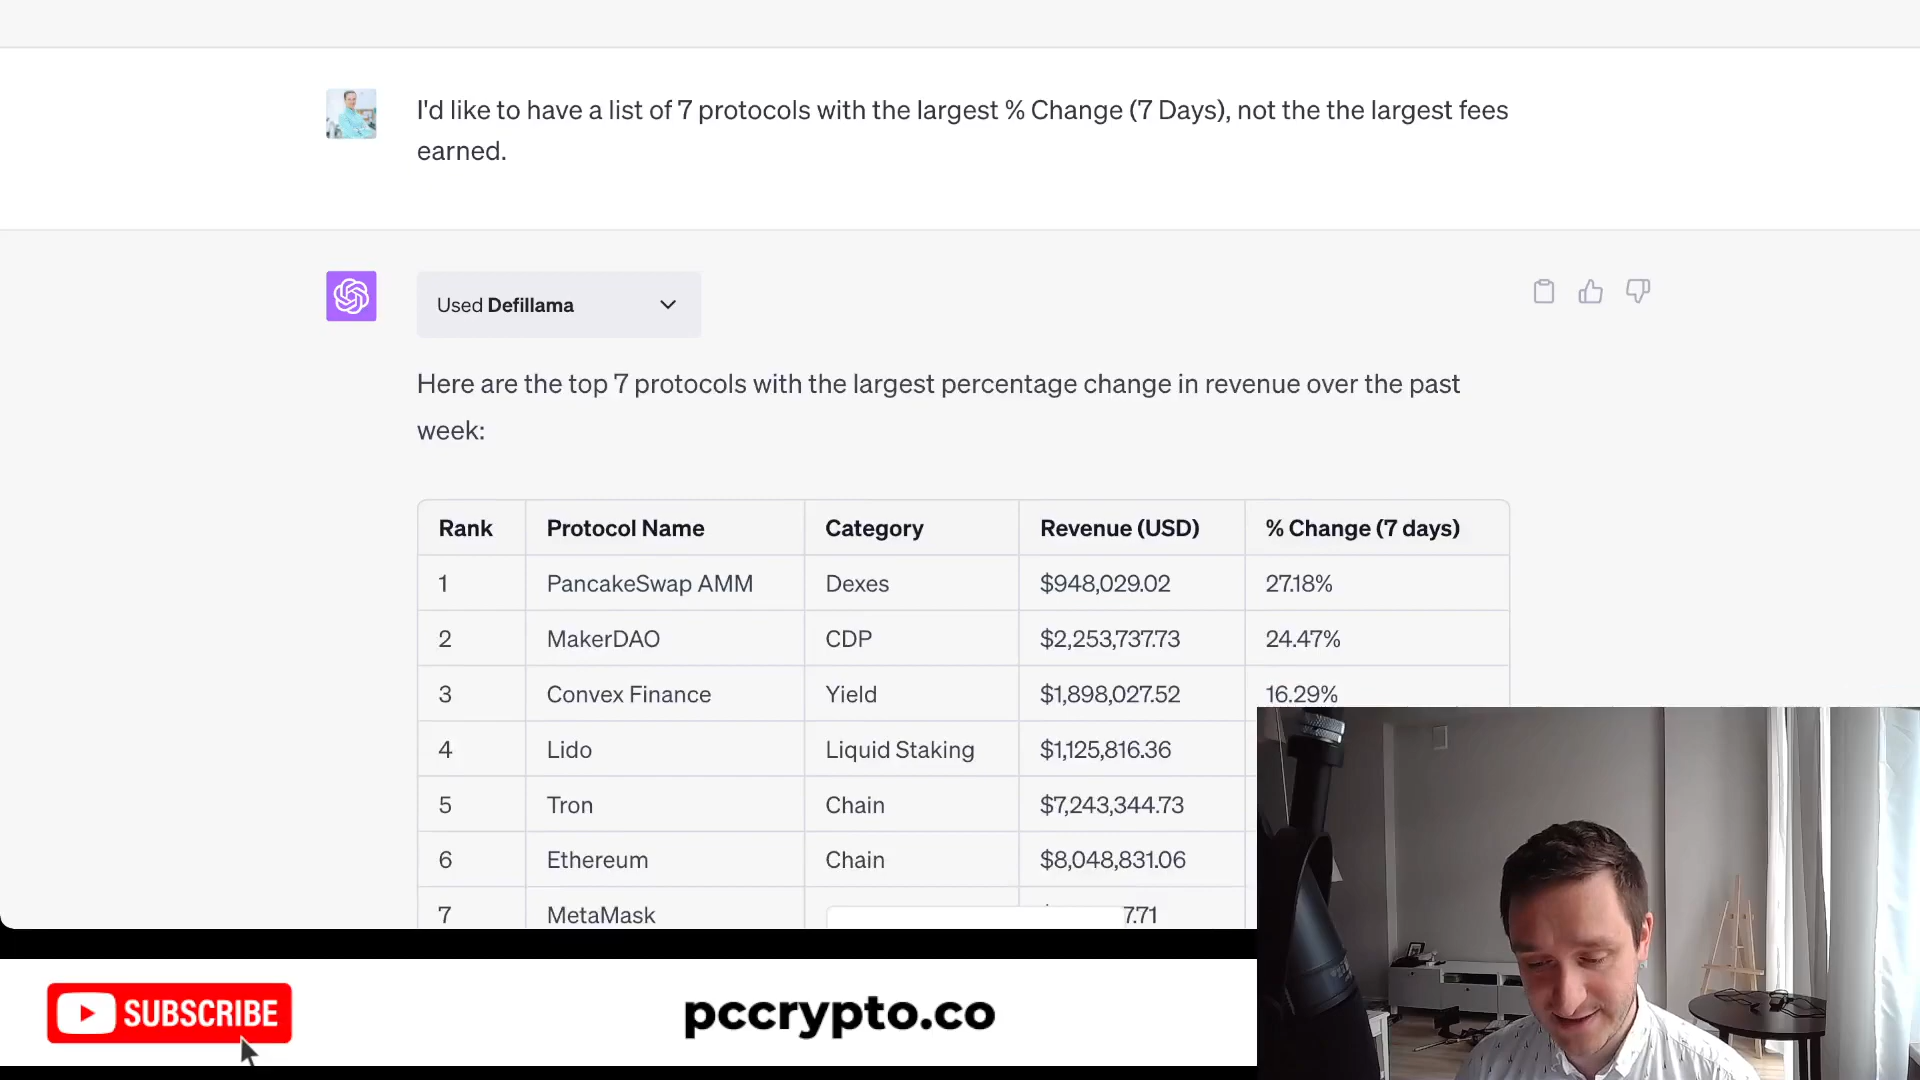 I'd like to have a list of 7 protocols with the largest % Change (7 Days), not the the largest fees
earned.
Used Defillama
Here are the top 7 protocols with the largest percentage change in revenue over the past
week:
Rank Protocol Name Category Revenue (USD) % Change (7 days)
1 PancakeSwap AMM Dexes $948,029.02 27.18%
2 MakerDAO CDP $2,253,737.73 24.47%
3 Convex Finance Yield $1,898,027.52 16.29%
4 Lido Liquid Staking $1,125,816.36
5 Tron Chain $7,243,344.73
6 Ethereum Chain $8,048,831.06
7 MetaMask 7.71
SUBSCRIBE
pccrypto.co